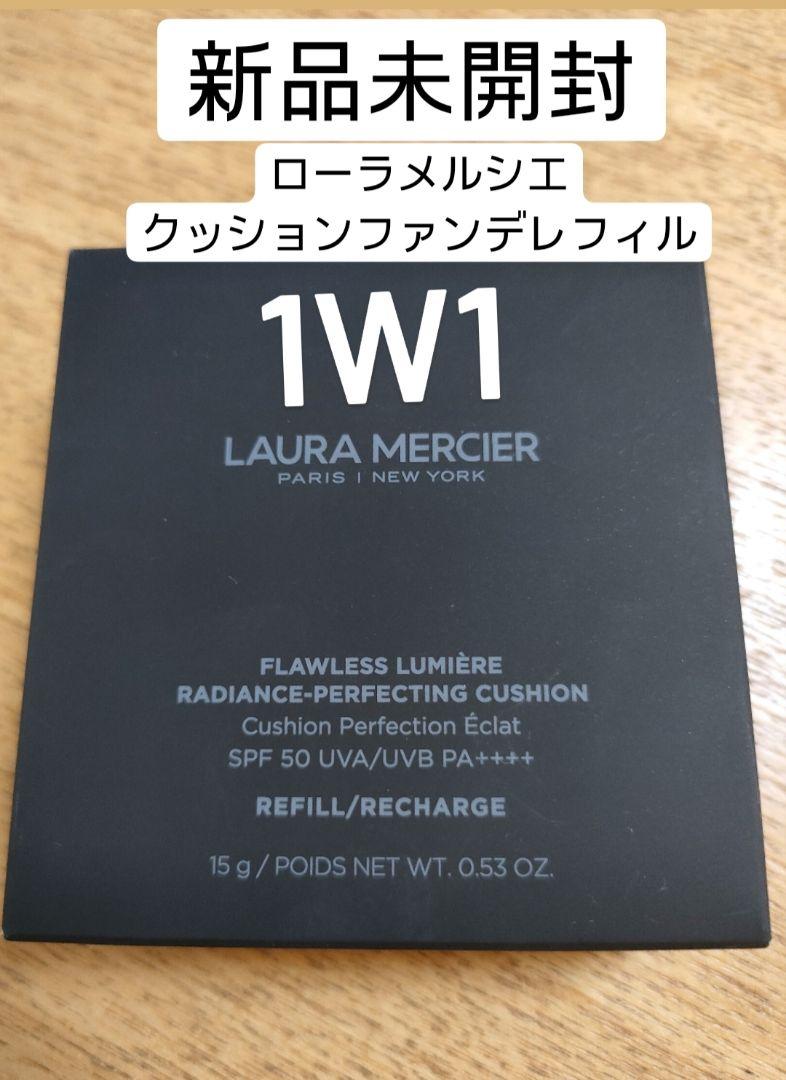 新品未開封
ローラメルシエ
クッションファンデレフィル
1W1
LAURA MERCIER
PARIS | NEW YORK
FLAWLESS LUMIÈRE
RADIANCE-PERFECTING CUSHION
Cushion Perfection Éclat
SPF 50 UVA/UVB PA++++
REFILL/RECHARGE
15 g / POIDS NET WT. 0.53 OZ.